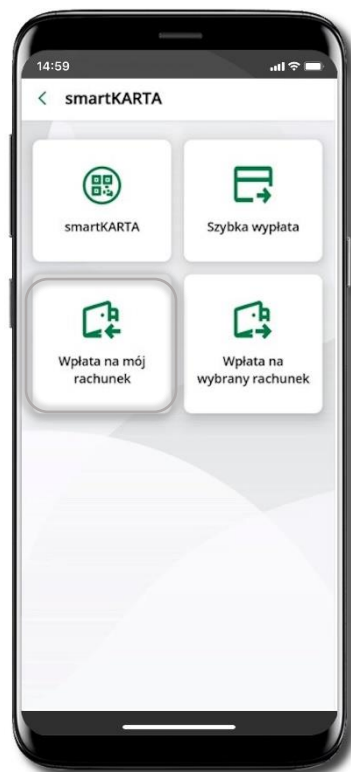 14:59
smartKARTA
smartKARTA
Szybka wypłata
Wpłata na mój
rachunek
Wpłata na
wybrany rachunek